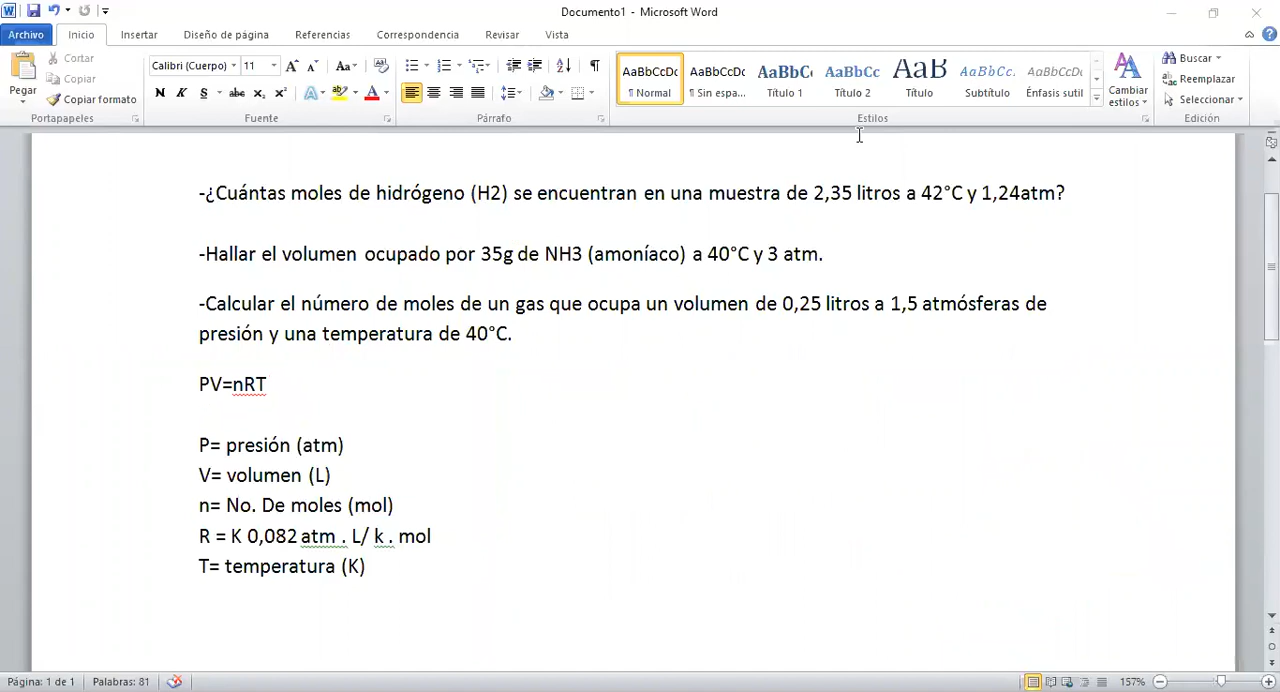 Documento1 - Microsoft Word
Archivo Inicio Insertar Diseño de página Referencias Correspondencia Revisar Vista
Pegar
Cortar
Copiar
Copiar formato
Portapapeles
Calibri (Cuerpo) 11
N K S abc x₂ x²
Fuente
Párrafo
AaBbCcDc AaBbCcDc AaBbC( AaBbCc AaB AaBbCc. AaBbCcDc
¶ Normal ¶ Sin espa... Título 1 Título 2 Título Subtítulo Énfasis sutil
Estilos
Cambiar estilos
Buscar
Reemplazar
Seleccionar
Edición
-¿Cuántas moles de hidrógeno (H2) se encuentran en una muestra de 2,35 litros a 42°C y 1,24atm?
-Hallar el volumen ocupado por 35g de NH3 (amoníaco) a 40°C y 3 atm.
-Calcular el número de moles de un gas que ocupa un volumen de 0,25 litros a 1,5 atmósferas de
presión y una temperatura de 40°C.
PV=nRT
P= presión (atm)
V= volumen (L)
n= No. De moles (mol)
R = K 0,082 atm . L/ k . mol
T= temperatura (K)
Página: 1 de 1 Palabras: 81 157%